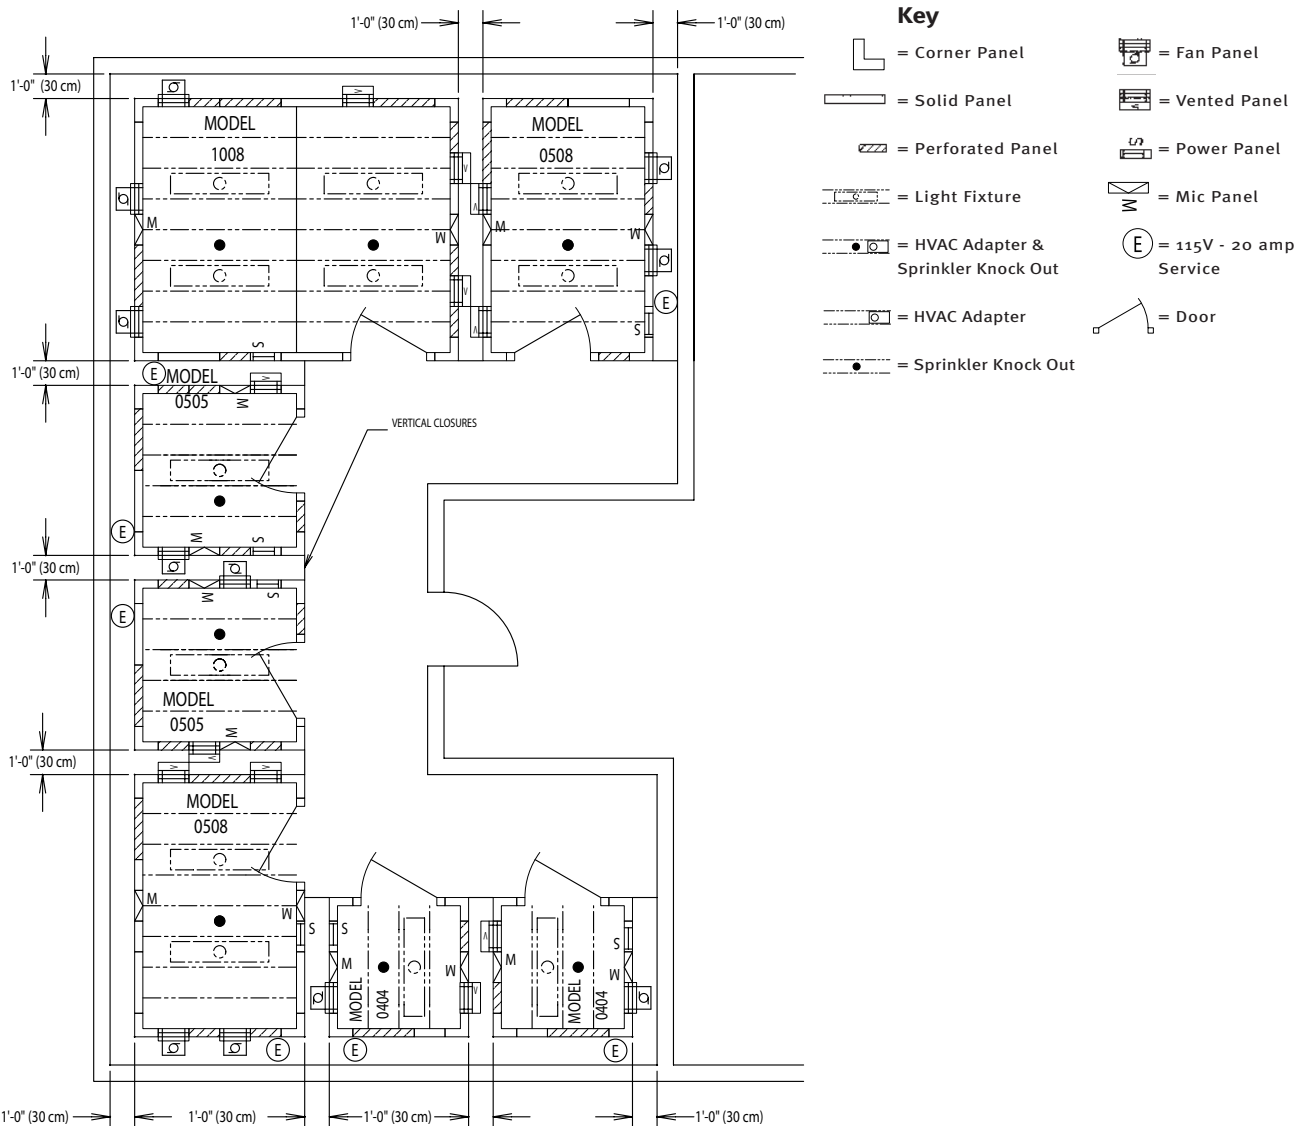 1'-0" (30 cm)
1'-0" (30 cm)
Key
= Corner Panel
= Fan Panel
1'-0" (30 cm)
= Solid Panel
= Vented Panel
MODEL
1008
MODEL
0508
= Perforated Panel
S
= Power Panel
= Light Fixture
M
= Mic Panel
M
M
M
M
= HVAC Adapter &
Sprinkler Knock Out
E
= 115V - 20 amp
Service
E
S
= HVAC Adapter
= Door
S
= Sprinkler Knock Out
1'-0" (30 cm)
E
MODEL
0505
M
VERTICAL CLOSURES
E
M
S
1'-0" (30 cm)
M
S
E
MODEL
0505
M
1'-0" (30 cm)
MODEL
0508
M
M
S
S
M
M
MODEL
0404
M
S
M
MODEL
0404
E
E
E
1'-0" (30 cm)
1'-0" (30 cm)
1'-0" (30 cm)
1'-0" (30 cm)